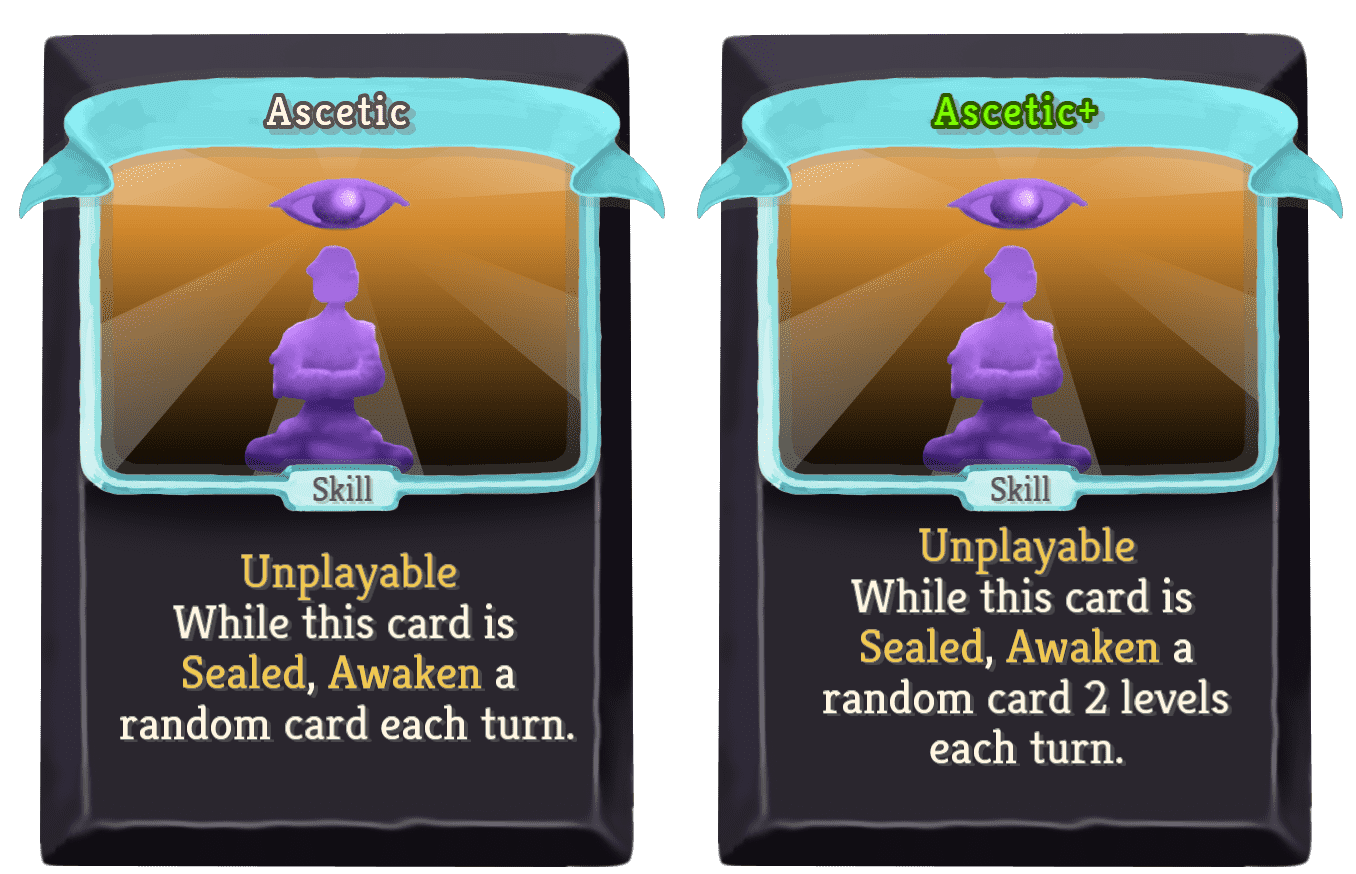 Ascetic
Skill
Unplayable
While this card is
Sealed, Awaken a
random card each turn.
Ascetic+
Skill
Unplayable
While this card is
Sealed, Awaken a
random card 2 levels
each turn.